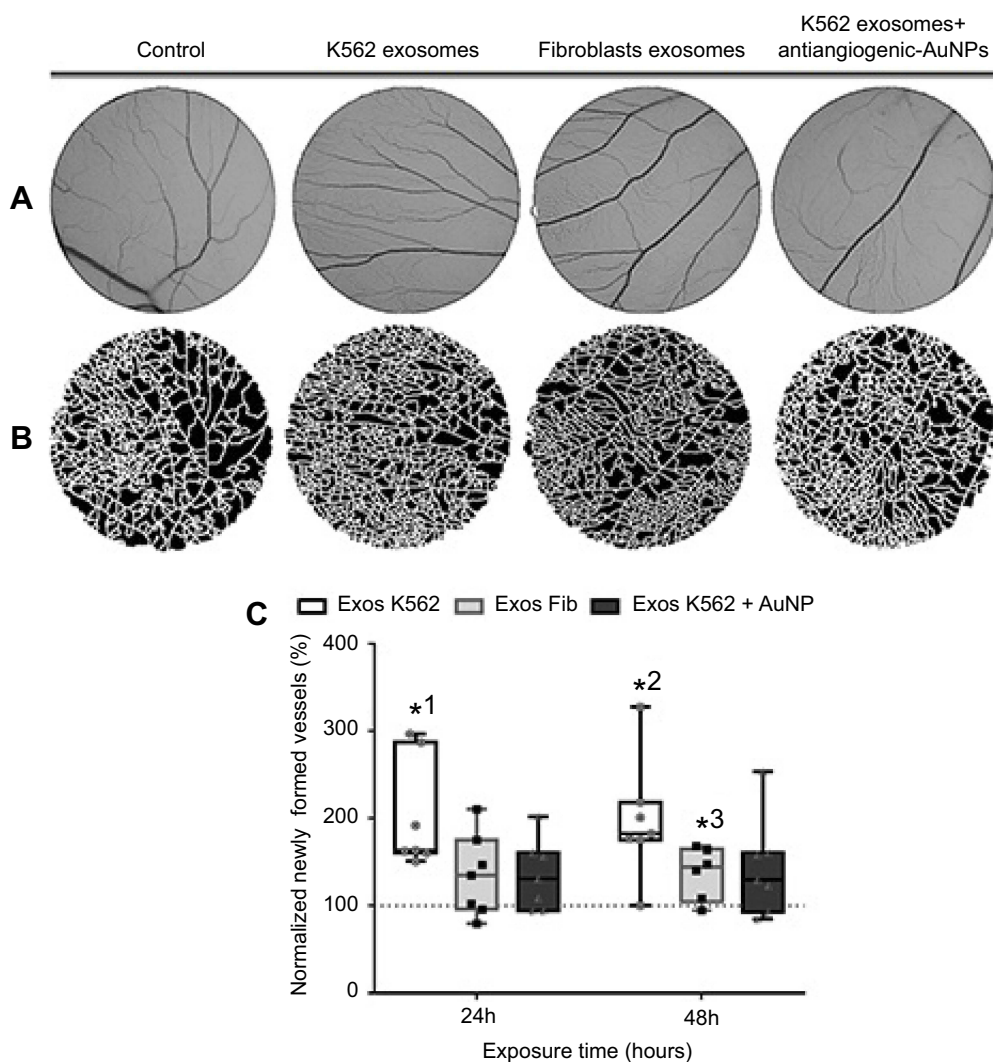 Control
K562 exosomes
Fibroblasts exosomes
K562 exosomes+
antiangiogenic-AuNPs
A
B
C
Exos K562
Exos Fib
Exos K562 + AuNP
Normalized newly formed vessels (%)
400
300
200
100
0
*1
*2
*3
24h
48h
Exposure time (hours)